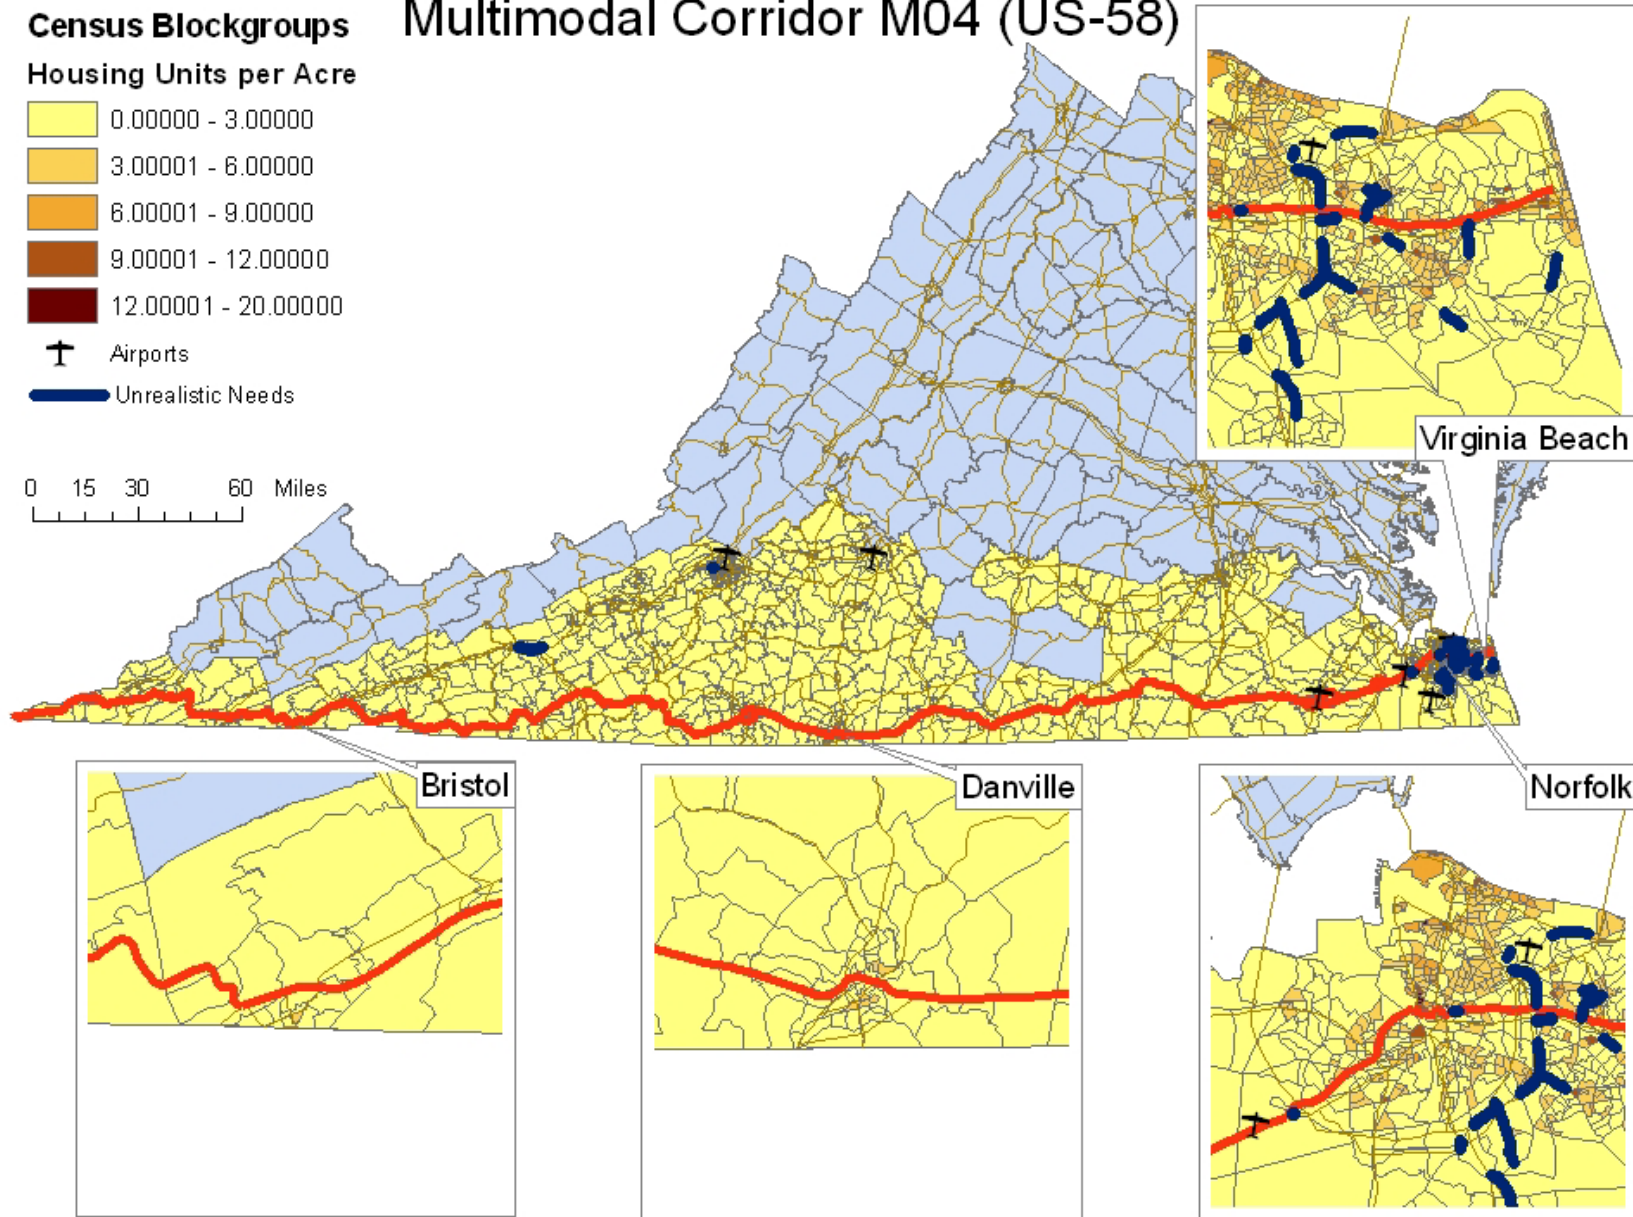 Multimodal Corridor M04 (US-58)
Census Blockgroups
Housing Units per Acre
0.00000 - 3.00000
3.00001 - 6.00000
6.00001 - 9.00000
9.00001 - 12.00000
12.00001 - 20.00000
Airports
Unrealistic Needs
0 15 30 60 Miles
Virginia Beach
Bristol
Danville
Norfolk